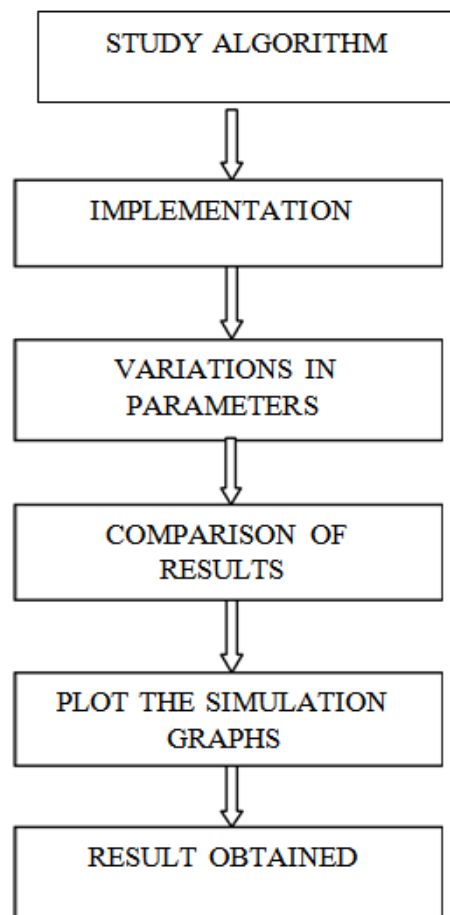 STUDY ALGORITHM
IMPLEMENTATION
VARIATIONS IN
PARAMETERS
COMPARISON OF
RESULTS
PLOT THE SIMULATION
GRAPHS
RESULT OBTAINED